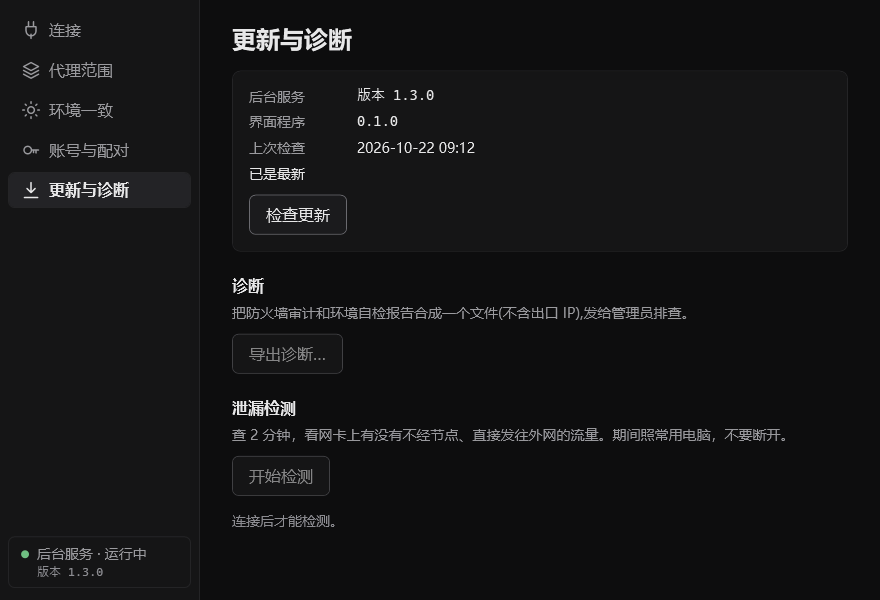 连接
代理范围
环境一致
账号与配对
更新与诊断
后台服务 · 运行中
版本 1.3.0
更新与诊断
后台服务 版本 1.3.0
界面程序 0.1.0
上次检查 2026-10-22 09:12
已是最新
检查更新
诊断
把防火墙审计和环境自检报告合成一个文件(不含出口 IP),发给管理员排查。
导出诊断...
泄漏检测
查 2 分钟，看网卡上有没有不经节点、直接发往外网的流量。期间照常用电脑，不要断开。
开始检测
连接后才能检测。